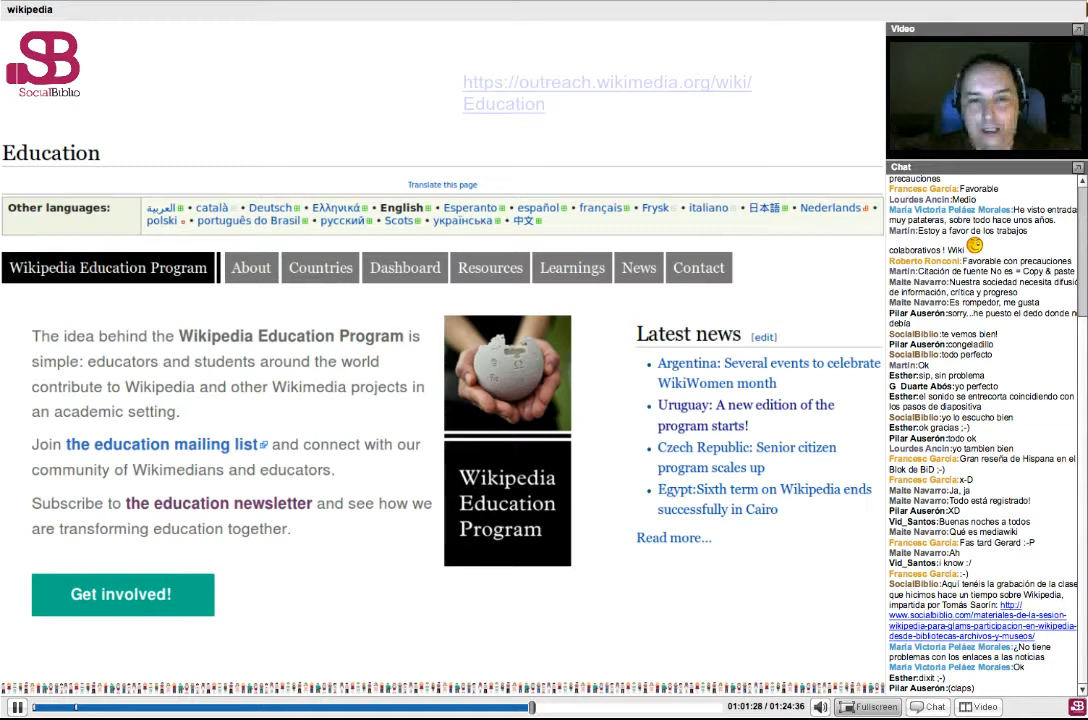 wikipedia
SB
SocialBiblio
https://outreach.wikimedia.org/wiki/
Education
Education
Translate this page
Other languages: العربية • català • Deutsch • Ελληνικά • English • Esperanto • español • français • Frysk • italiano • 日本語 • Nederlands •
polski • português do Brasil • русский • Scots • українська • 中文
Wikipedia Education Program About Countries Dashboard Resources Learnings News Contact
The idea behind the Wikipedia Education Program is
simple: educators and students around the world
contribute to Wikipedia and other Wikimedia projects in
an academic setting.
Join the education mailing list and connect with our
community of Wikimedians and educators.
Subscribe to the education newsletter and see how we
are transforming education together.
Get involved!
Wikipedia
Education
Program
Latest news [edit]
• Argentina: Several events to celebrate
WikiWomen month
• Uruguay: A new edition of the
program starts!
• Czech Republic: Senior citizen
program scales up
• Egypt:Sixth term on Wikipedia ends
successfully in Cairo
Read more...
Video
Chat
precauciones
Francesc García:Favorable
Lourdes Ancin:Medio
María Victoria Peláez Morales:He visto entrada
muy patateras, sobre todo hace unos años.
Martín:Estoy a favor de los trabajos
colaborativos ! Wiki
Roberto Ronconi:Favorable con precauciones
Martín:Citación de fuente No es = Copy & paste
Maite Navarro:Nuestra sociedad necesita difusió
de información, crítica y progreso
Maite Navarro:Es rompedor, me gusta
Pilar Auserón:sorry...he puesto el dedo donde n
debía
SocialBiblio:te vemos bien!
Pilar Auserón:congeladillo
SocialBiblio:todo perfecto
Martín:Ok
Esther:sip, sin problema
G_Duarte Abós:yo perfecto
Esther:el sonido se entrecorta coincidiendo con
los pasos de diapositiva
SocialBiblio:yo lo escucho bien
Esther:ok gracias ;-)
Pilar Auserón:todo ok
Lourdes Ancin:yo tambien bien
Francesc García:Gran reseña de Hispana en el
Blok de BiD ;-)
Francesc García:x-D
Maite Navarro:Ja, ja
Maite Navarro:Todo está registrado!
Pilar Auserón:XD
Vid_Santos:Buenas noches a todos
Maite Navarro:Qué es mediawiki
Francesc García:Fas tard Gerard :-P
Maite Navarro:Ah
Vid_Santos:i know :/
Francesc García::-)
SocialBiblio:Aquí tenéis la grabación de la clase
que hicimos hace un tiempo sobre Wikipedia,
impartida por Tomás Saorín: http://
www.socialbiblio.com/materiales-de-la-sesion-
wikipedia-para-glams-participacion-en-wikipedia-
desde-bibliotecas-archivos-y-museos/
María Victoria Peláez Morales:¿No tiene
problemas con los enlaces a las noticias
María Victoria Peláez Morales:Ok
Esther:dixit ;-)
Pilar Auserón:(claps)
01:01:28 / 01:24:36
Fullscreen Chat Video
SB